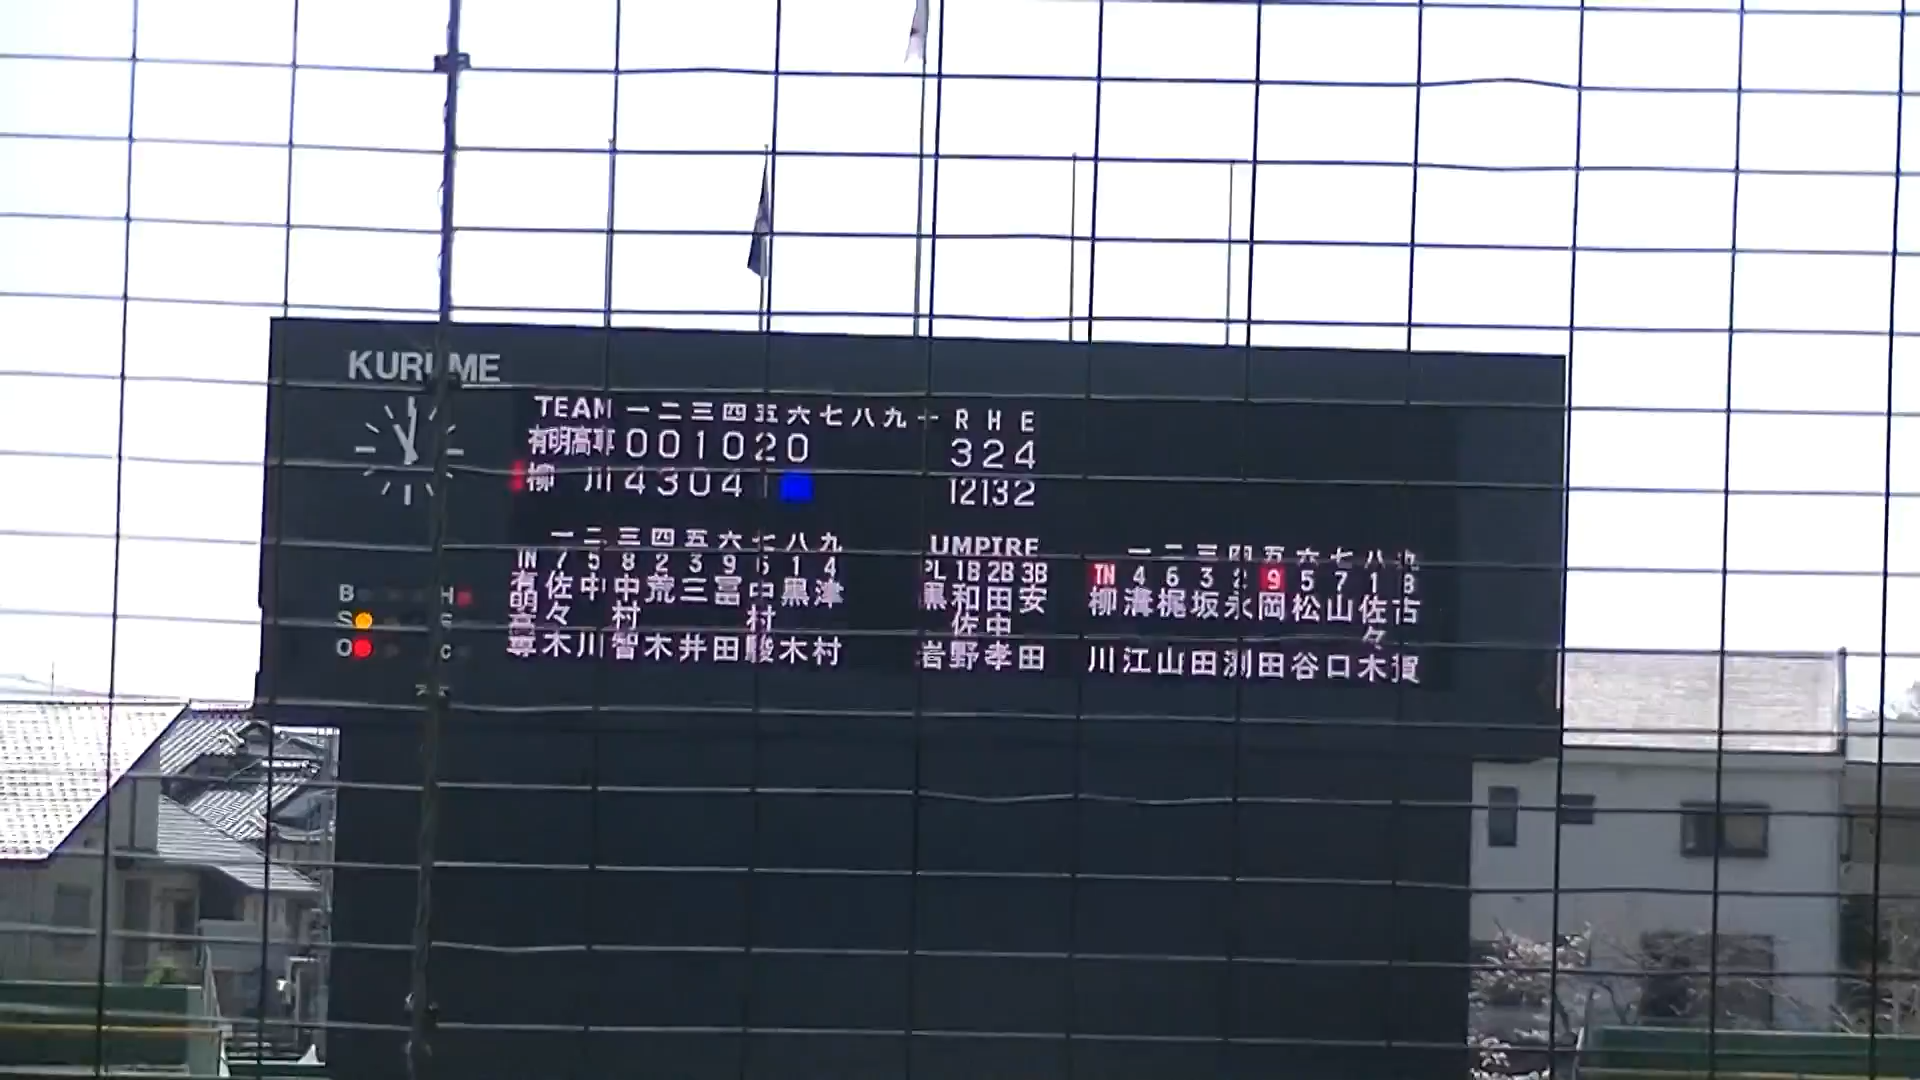 KURUME
TEAM 一 二 三 四 五 六 七 八 九 十 R H E
有明高専 0 0 1 0 2 0 3 2 4
柳川 4 3 0 4 1 12 13 2
一 二 三 四 五 六 七 八 九
TN 7 5 8 2 3 9 6 1 4
有明高専 佐々木 中川 中村智 荒木 三井 冨田 中村駿 黒木 津村
UMPIRE
PL 1B 2B 3B
黒岩 和佐野 田中孝 安田
一 二 三 四 五 六 七 八 九
TN 4 6 3 2 9 5 7 1 8
柳川 溝江 梶山 坂田 永渕 岡田 松谷 山口 佐々木 古賀
B H
S E
O